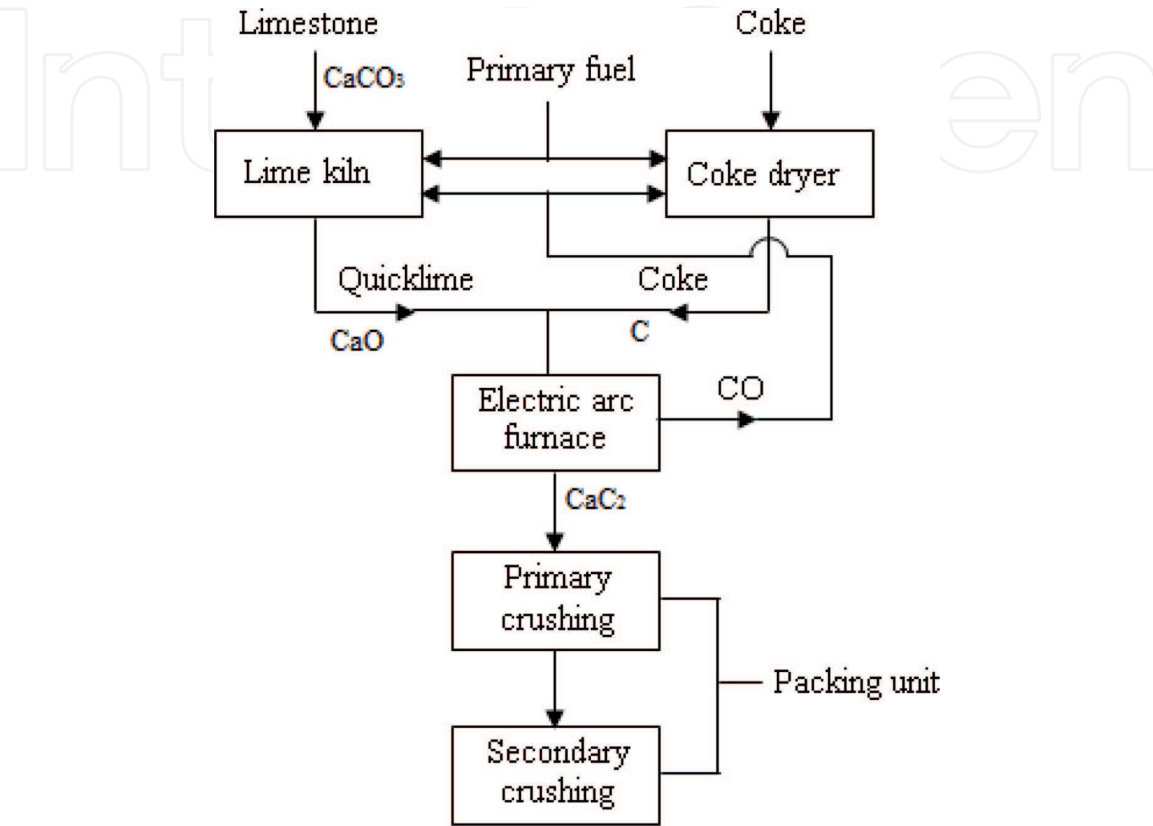 Limestone
Coke
CaCO₃
Primary fuel
Lime kiln
Coke dryer
Quicklime
Coke
CaO
C
Electric arc
furnace
CO
CaC₂
Primary
crushing
Packing unit
Secondary
crushing